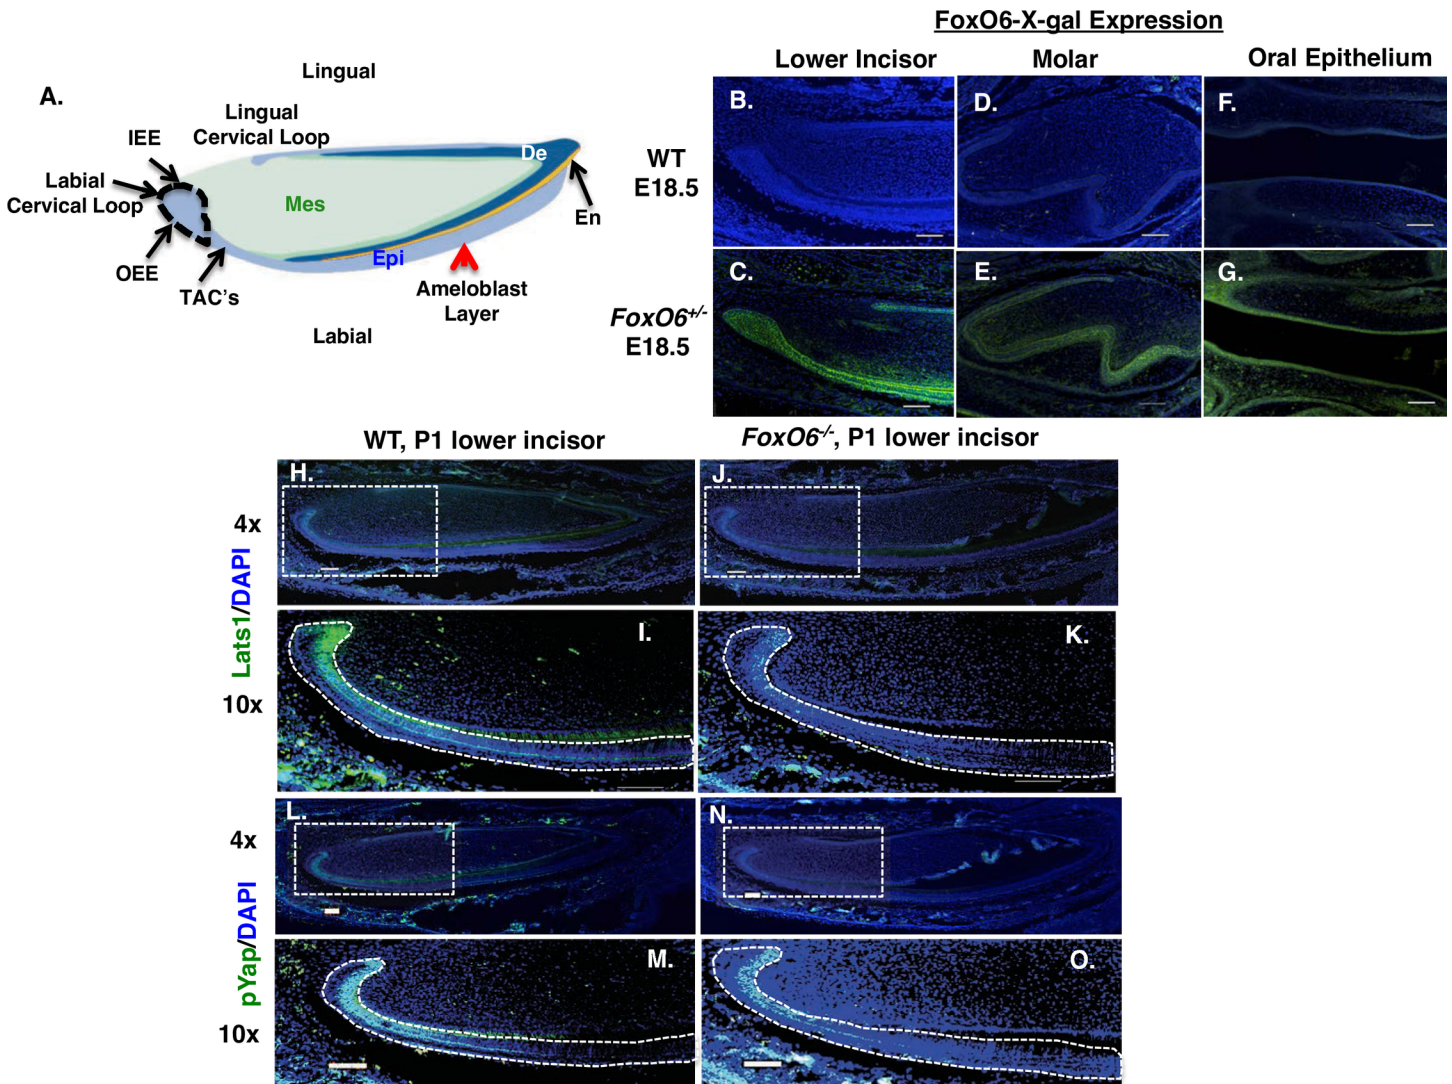 FoxO6-X-gal Expression
Lower Incisor
Molar
Oral Epithelium
A.
Lingual
Lingual
Cervical Loop
IEE
Labial
Cervical Loop
OEE
TAC's
Mes
De
En
Epi
Ameloblast
Layer
Labial
WT
E18.5
B.
D.
F.
FoxO6+/-
E18.5
C.
E.
G.
WT, P1 lower incisor
FoxO6-/-, P1 lower incisor
Lats1/DAPI
4x
H.
J.
10x
I.
K.
pYap/DAPI
4x
L.
N.
10x
M.
O.